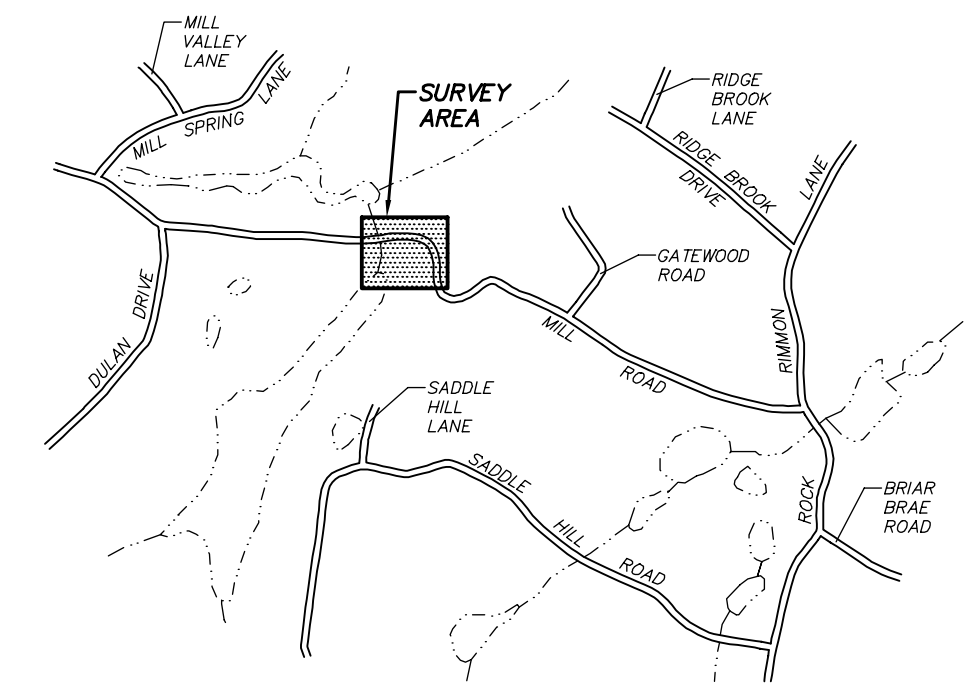 MILL
VALLEY
LANE
MILL SPRING LANE
SURVEY
AREA
RIDGE
BROOK
LANE
RIDGE BROOK
DRIVE
LANE
RIMMON
ROCK
GATEWOOD
ROAD
DULAN DRIVE
MILL ROAD
SADDLE
HILL
LANE
SADDLE HILL ROAD
BRIAR
BRAE
ROAD